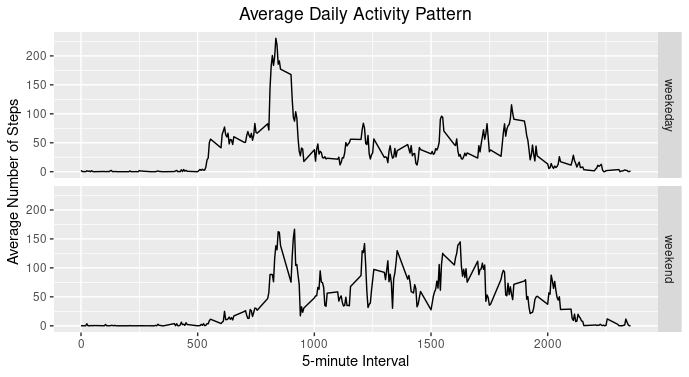 Average Daily Activity Pattern
Average Number of Steps
200
150
100
50
0
weekeday
200
150
100
50
0
weekend
0 500 1000 1500 2000
5-minute Interval